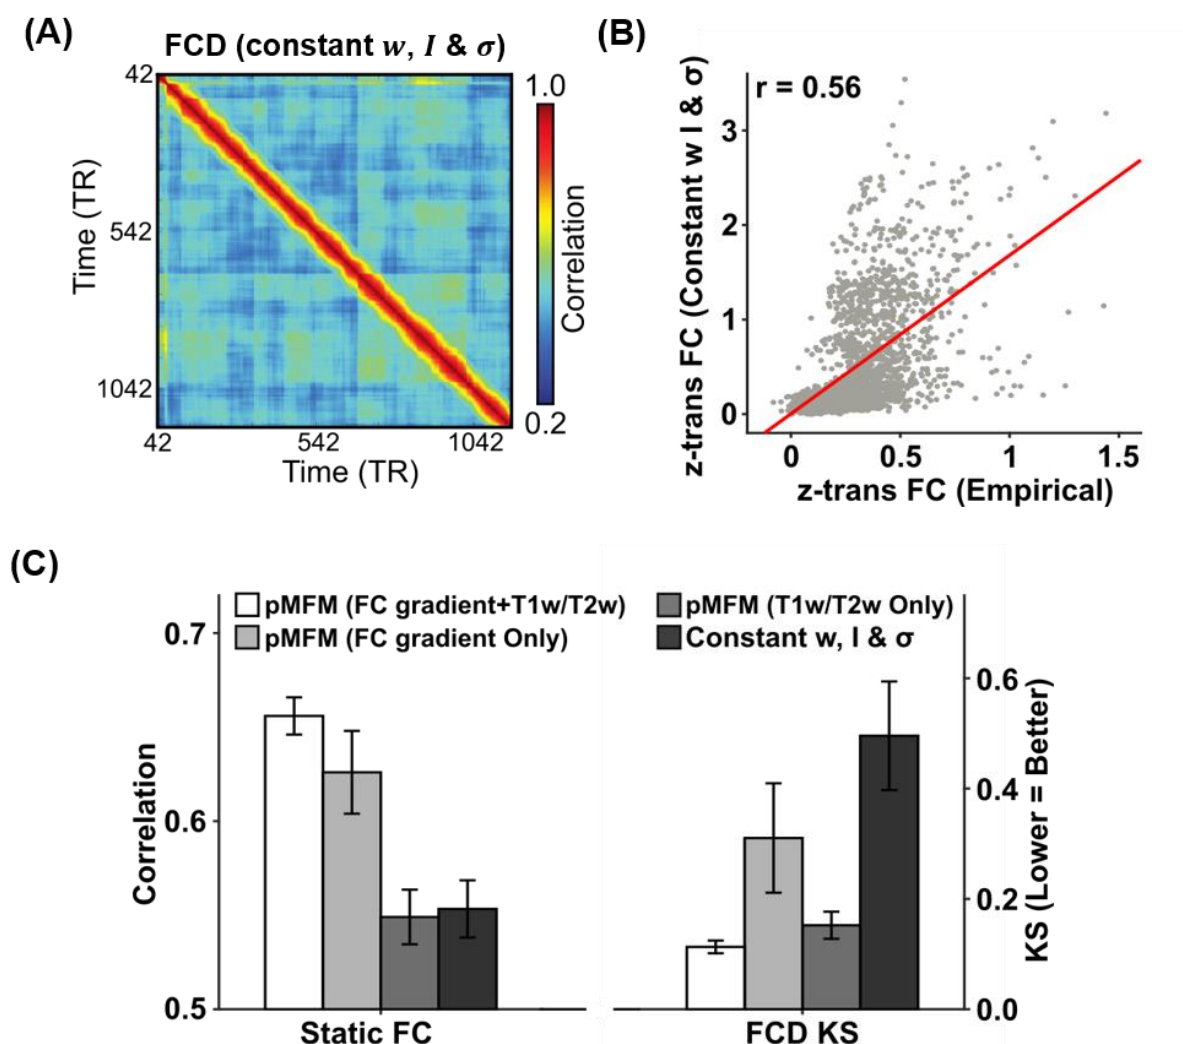 (A)
FCD (constant w, I & σ)
42
542
1042
Time (TR)
42
542
1042
Time (TR)
1.0
0.2
Correlation
(B)
r = 0.56
3
2
1
0
z-trans FC (Constant w I & σ)
0
0.5
1
1.5
z-trans FC (Empirical)
(C)
pMFM (FC gradient+T1w/T2w)
pMFM (FC gradient Only)
pMFM (T1w/T2w Only)
Constant w, I & σ
0.7
0.6
0.5
Correlation
Static FC
0.6
0.4
0.2
0.0
KS (Lower = Better)
FCD KS